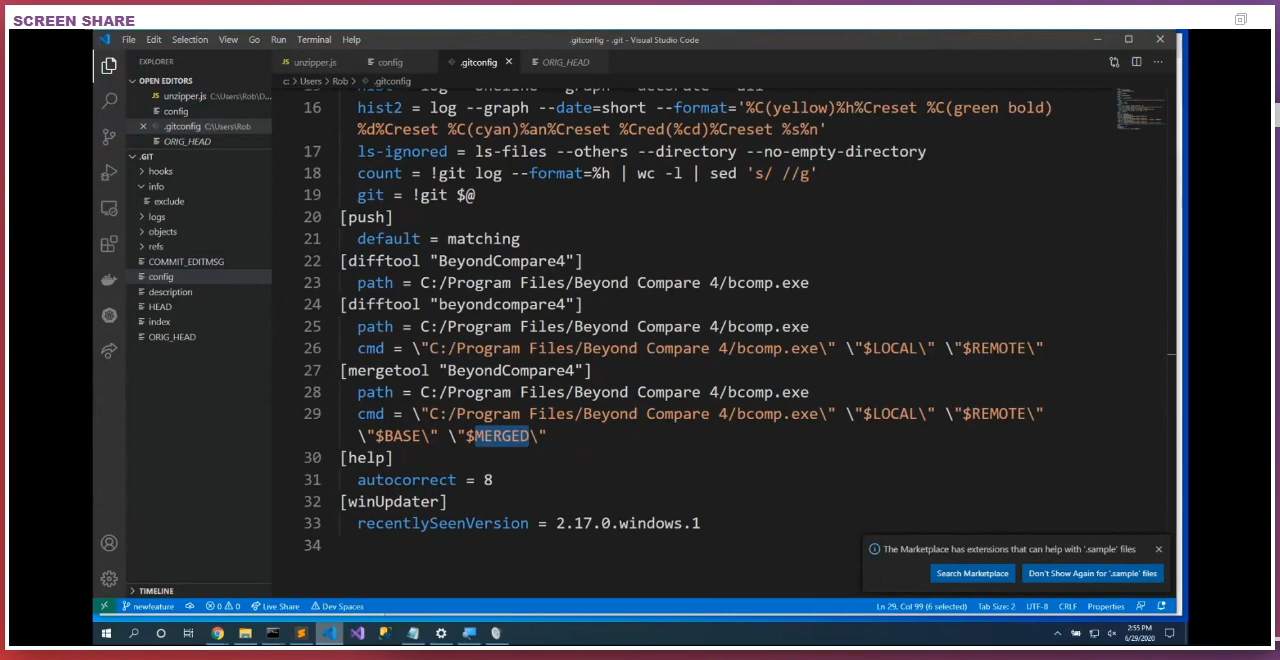 SCREEN SHARE
File Edit Selection View Go Run Terminal Help
.gitconfig - .git - Visual Studio Code
EXPLORER
OPEN EDITORS
unzipper.js C:\Users\Rob\D...
config
.gitconfig C:\Users\Rob
ORIG_HEAD
.GIT
hooks
info
exclude
logs
objects
refs
COMMIT_EDITMSG
config
description
HEAD
index
ORIG_HEAD
TIMELINE
unzipper.js config .gitconfig ORIG_HEAD
c: > Users > Rob > .gitconfig
16 hist2 = log --graph --date=short --format='%C(yellow)%h%Creset %C(green bold)
%d%Creset %C(cyan)%an%Creset %Cred(%cd)%Creset %s%n'
17 ls-ignored = ls-files --others --directory --no-empty-directory
18 count = !git log --format=%h | wc -l | sed 's/ //g'
19 git = !git $@
20 [push]
21 default = matching
22 [difftool "BeyondCompare4"]
23 path = C:/Program Files/Beyond Compare 4/bcomp.exe
24 [difftool "beyondcompare4"]
25 path = C:/Program Files/Beyond Compare 4/bcomp.exe
26 cmd = \"C:/Program Files/Beyond Compare 4/bcomp.exe\" \"$LOCAL\" \"$REMOTE\"
27 [mergetool "BeyondCompare4"]
28 path = C:/Program Files/Beyond Compare 4/bcomp.exe
29 cmd = \"C:/Program Files/Beyond Compare 4/bcomp.exe\" \"$LOCAL\" \"$REMOTE\"
\"$BASE\" \"$MERGED\"
30 [help]
31 autocorrect = 8
32 [winUpdater]
33 recentlySeenVersion = 2.17.0.windows.1
34
The Marketplace has extensions that can help with '.sample' files
Search Marketplace Don't Show Again for '.sample' files
newfeature 0 0 Live Share Dev Spaces
Ln 29, Col 99 (6 selected) Tab Size: 2 UTF-8 CRLF Properties
2:55 PM
6/29/2020